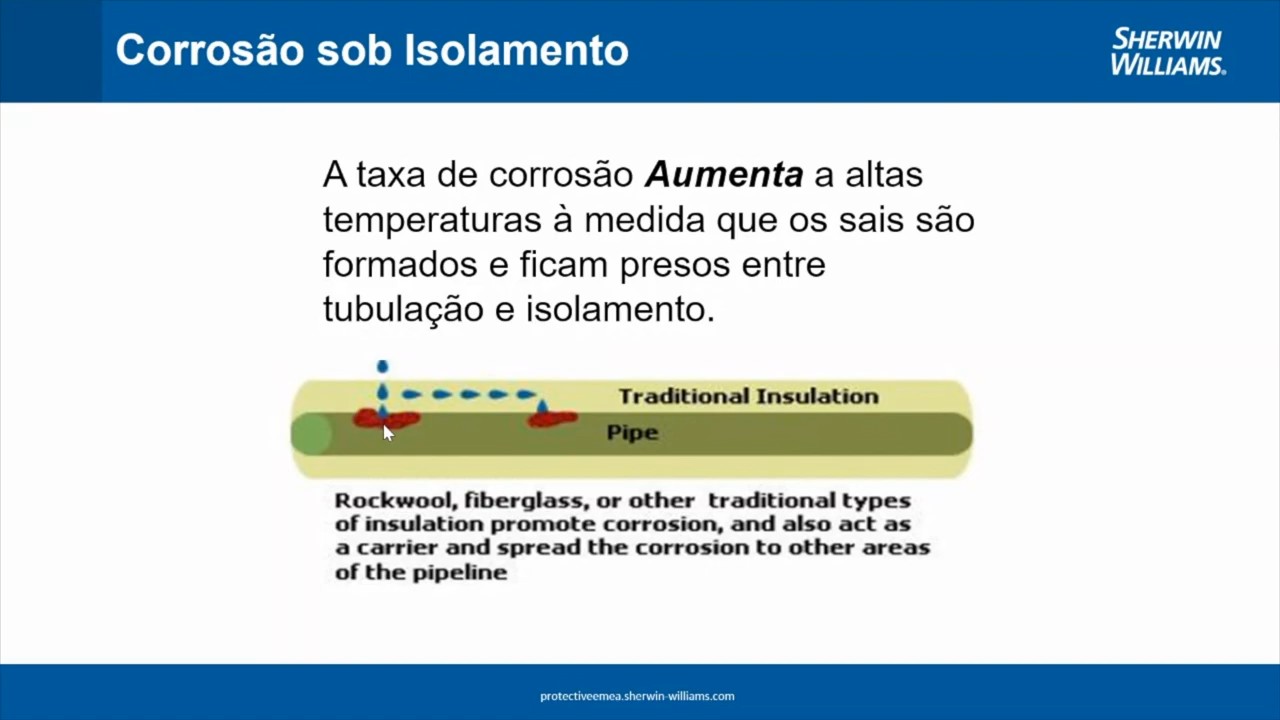 Corrosão sob Isolamento
SHERWIN
WILLIAMS®
A taxa de corrosão Aumenta a altas
temperaturas à medida que os sais são
formados e ficam presos entre
tubulação e isolamento.
Traditional Insulation
Pipe
Rockwool, fiberglass, or other traditional types
of insulation promote corrosion, and also act as
a carrier and spread the corrosion to other areas
of the pipeline
protectiveemea.sherwin-williams.com